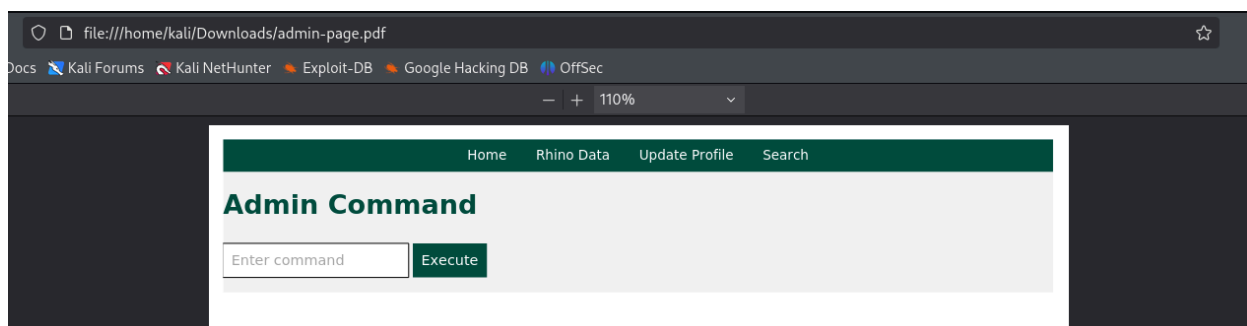 file:///home/kali/Downloads/admin-page.pdf
Docs Kali Forums Kali NetHunter Exploit-DB Google Hacking DB OffSec
− + 110%
Home Rhino Data Update Profile Search
Admin Command
Enter command Execute